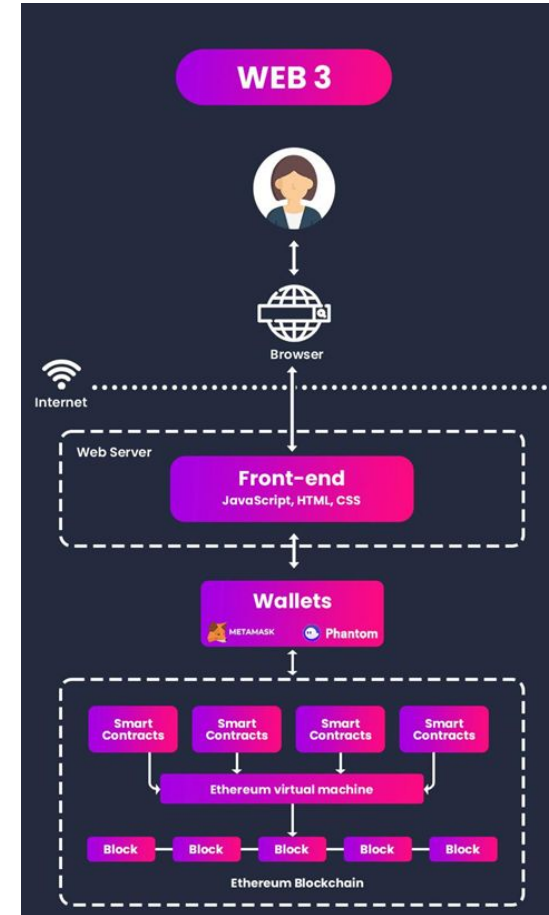 WEB 3
Browser
Internet
Web Server
Front-end
JavaScript, HTML, CSS
Wallets
METAMASK
Phantom
Smart
Contracts
Smart
Contracts
Smart
Contracts
Smart
Contracts
Ethereum virtual machine
Block
Block
Block
Block
Block
Ethereum Blockchain